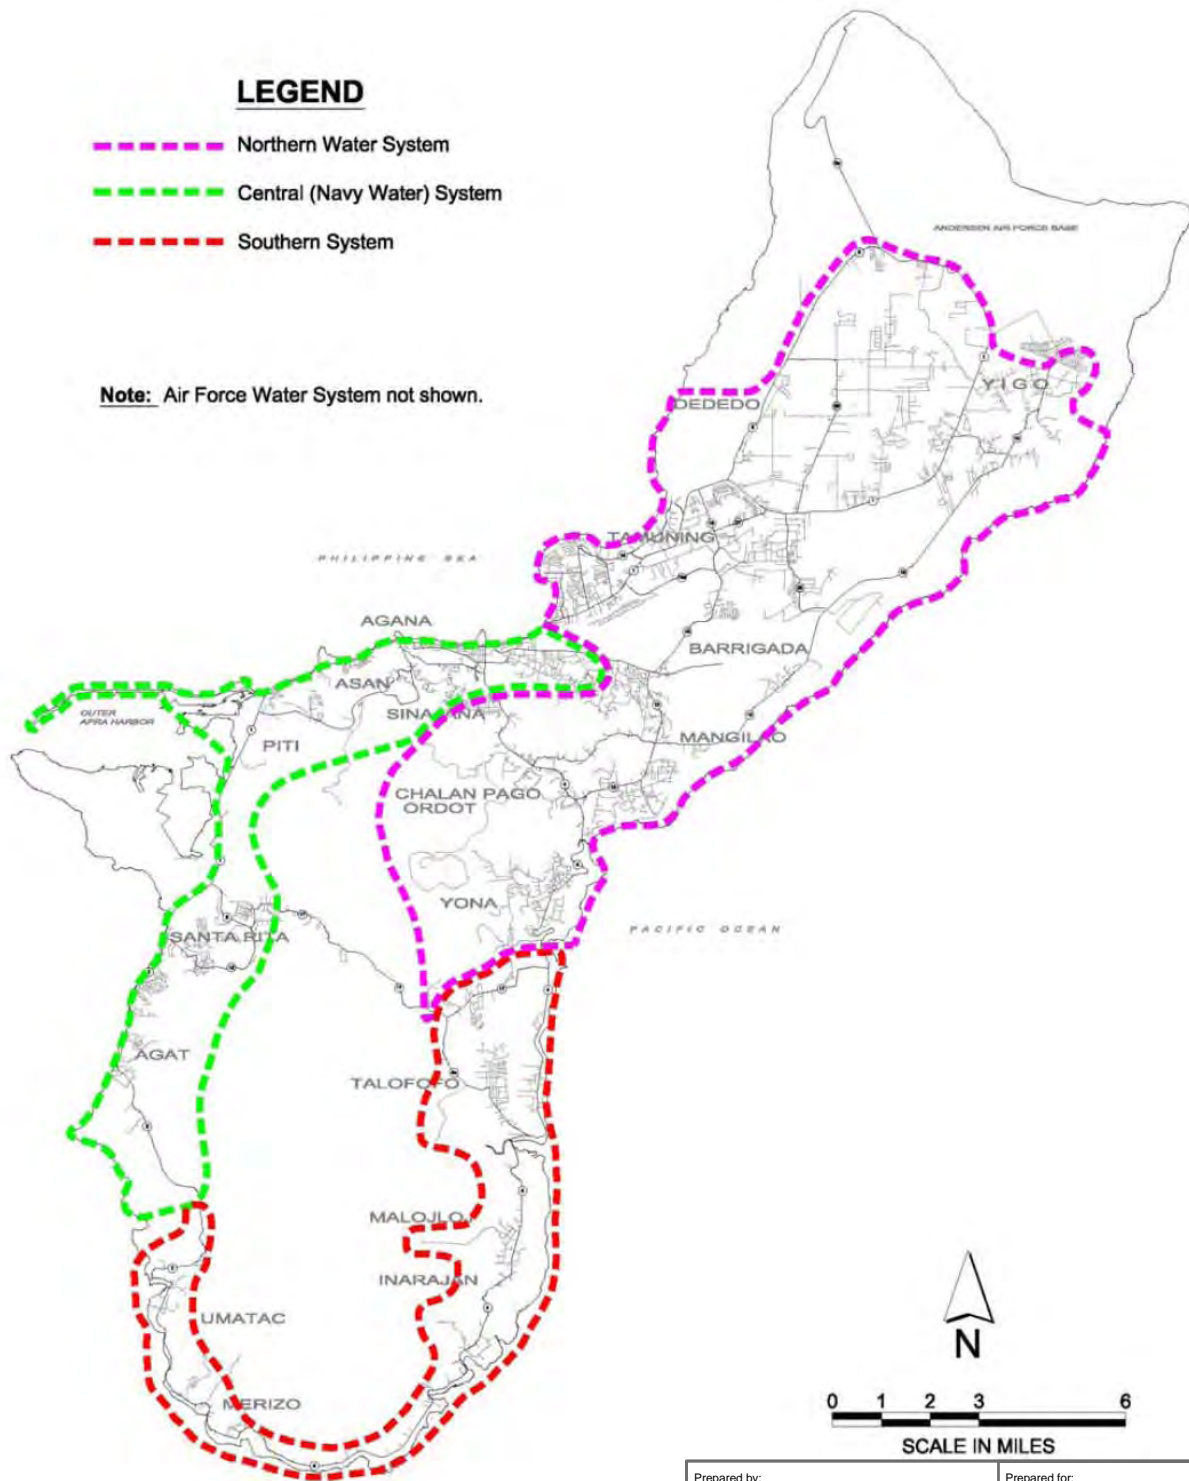 LEGEND
Northern Water System
Central (Navy Water) System
Southern System
Note: Air Force Water System not shown.
ANDERSEN AIR FORCE BASE
YIGO
DEDEDO
TAMUNING
PHILIPPINE SEA
AGANA
BARRIGADA
ASAN
SINAJANA
OUTER
APRA HARBOR
PITI
MANGILAO
CHALAN PAGO
ORDOT
YONA
PACIFIC OCEAN
SANTA RITA
AGAT
TALOFOFO
MALOJLOJ
INARAJAN
UMATAC
MERIZO
N
0 1 2 3 6
SCALE IN MILES
Prepared by:
Prepared for: